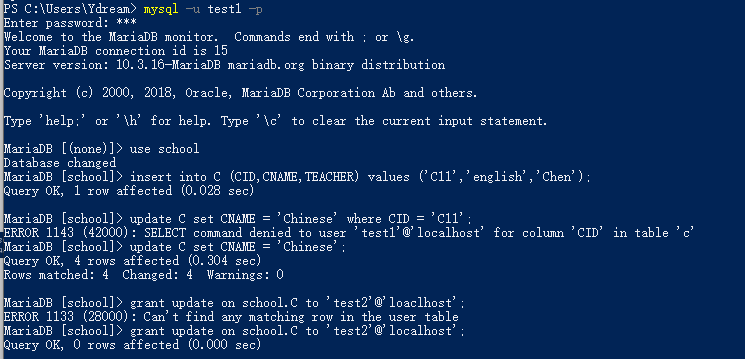 PS C:\Users\Ydream> mysql -u test1 -p
Enter password: ***
Welcome to the MariaDB monitor.  Commands end with ; or \g.
Your MariaDB connection id is 15
Server version: 10.3.16-MariaDB mariadb.org binary distribution
Copyright (c) 2000, 2018, Oracle, MariaDB Corporation Ab and others.
Type 'help;' or '\h' for help. Type '\c' to clear the current input statement.
MariaDB [(none)]> use school
Database changed
MariaDB [school]> insert into C (CID,CNAME,TEACHER) values ('C11','english','Chen');
Query OK, 1 row affected (0.028 sec)
MariaDB [school]> update C set CNAME = 'Chinese' where CID = 'C11';
ERROR 1143 (42000): SELECT command denied to user 'test1'@'localhost' for column 'CID' in table 'c'
MariaDB [school]> update C set CNAME = 'Chinese';
Query OK, 4 rows affected (0.304 sec)
Rows matched: 4  Changed: 4  Warnings: 0
MariaDB [school]> grant update on school.C to 'test2'@'loaclhost';
ERROR 1133 (28000): Can't find any matching row in the user table
MariaDB [school]> grant update on school.C to 'test2'@'localhost';
Query OK, 0 rows affected (0.000 sec)